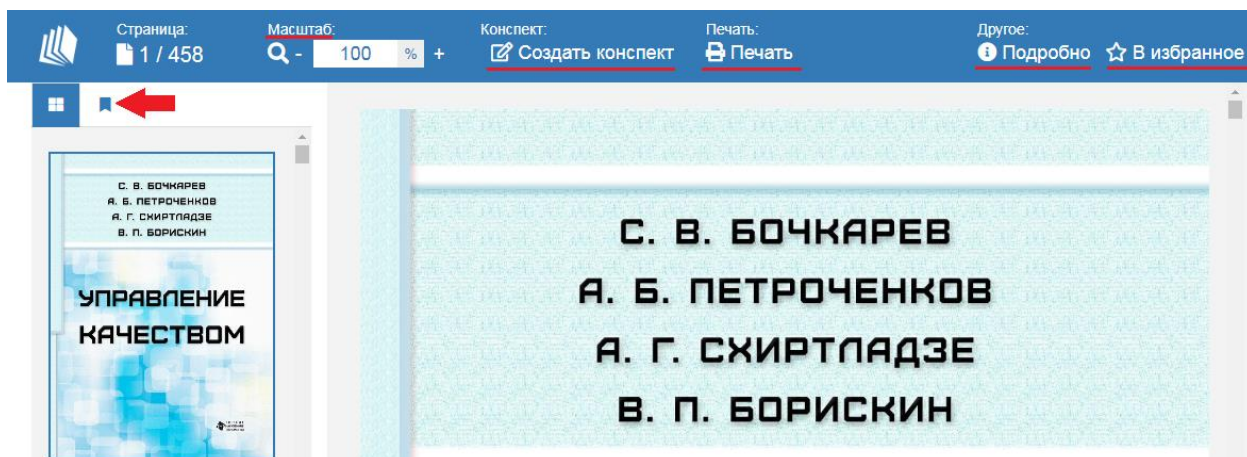 Страница: Масштаб: Конспект: Печать: Другое:
1 / 458 - 100 % + Создать конспект Печать Подробно В избранное
С. В. БОЧКАРЕВ
А. Б. ПЕТРОЧЕНКОВ
А. Г. СХИРТЛАДЗЕ
В. П. БОРИСКИН
УПРАВЛЕНИЕ
КАЧЕСТВОМ
С. В. БОЧКАРЕВ
А. Б. ПЕТРОЧЕНКОВ
А. Г. СХИРТЛАДЗЕ
В. П. БОРИСКИН